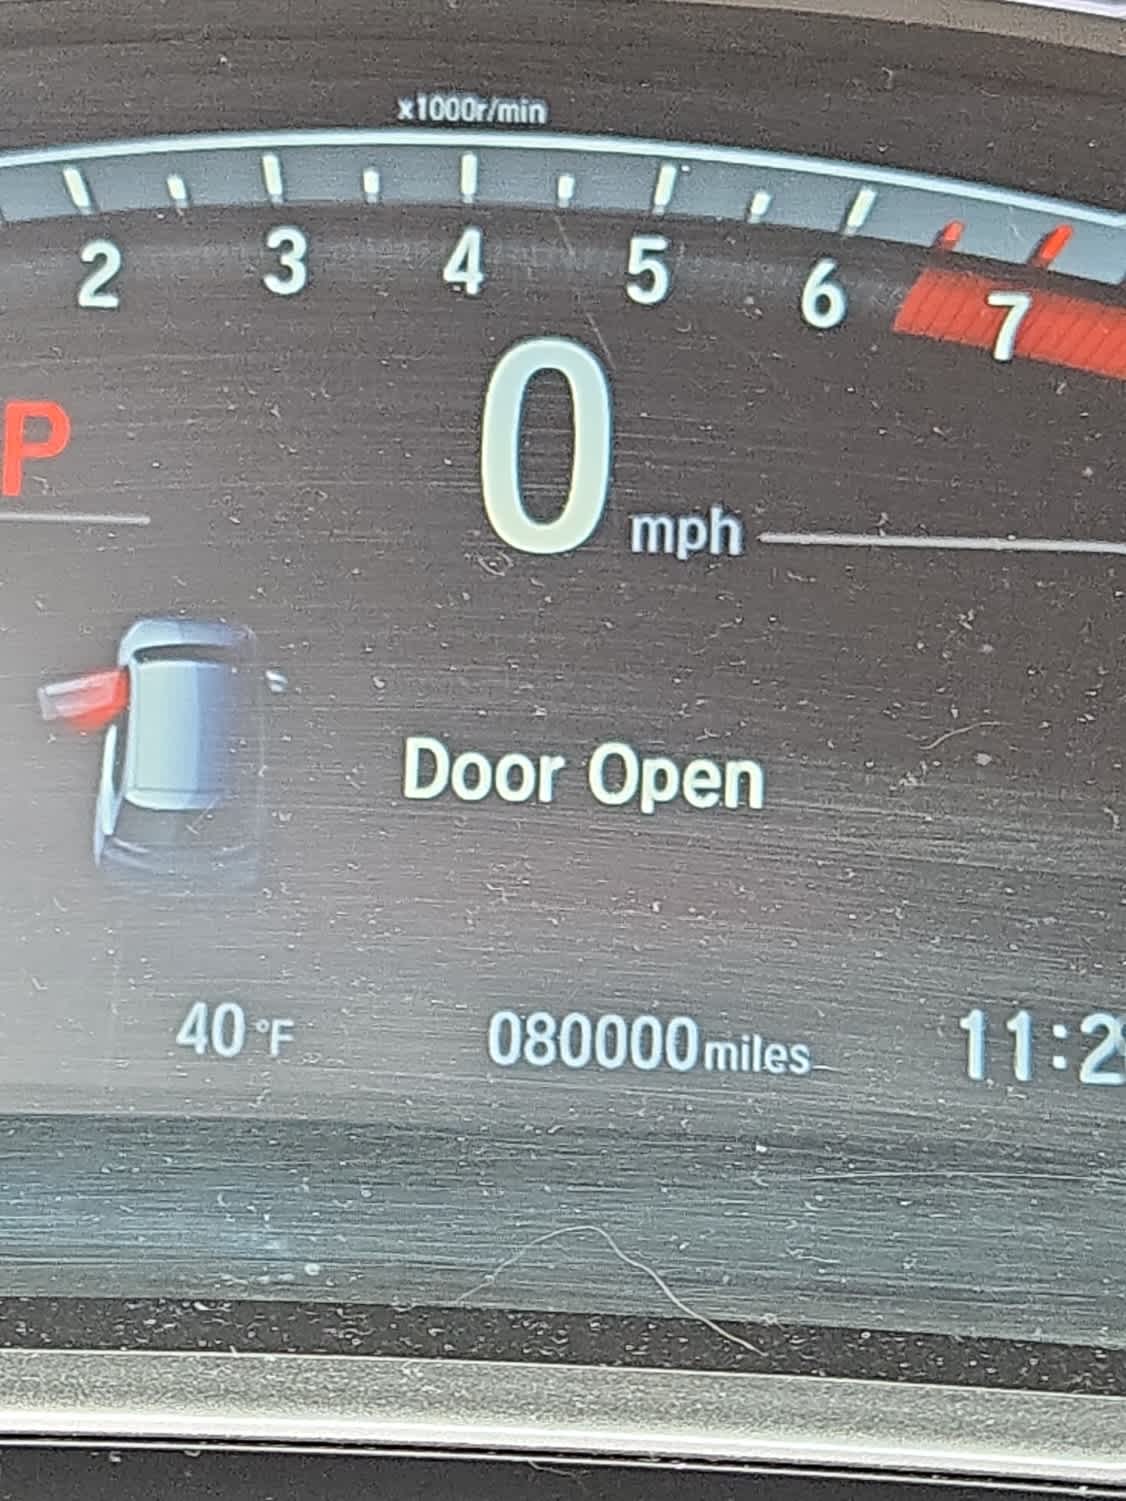 x1000r/min
2 3 4 5 6 7
P
0 mph
Door Open
40 °F 080000 miles 11:2